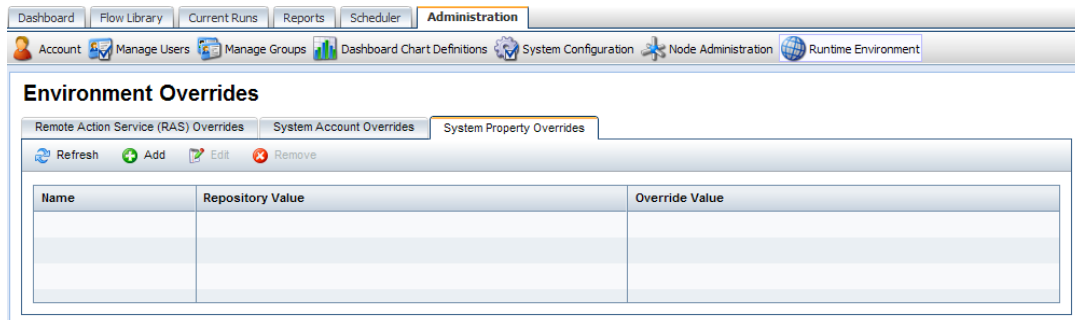 Dashboard Flow Library Current Runs Reports Scheduler Administration
Account Manage Users Manage Groups Dashboard Chart Definitions System Configuration Node Administration Runtime Environment
Environment Overrides
Remote Action Service (RAS) Overrides System Account Overrides System Property Overrides
Refresh Add Edit Remove
Name Repository Value Override Value